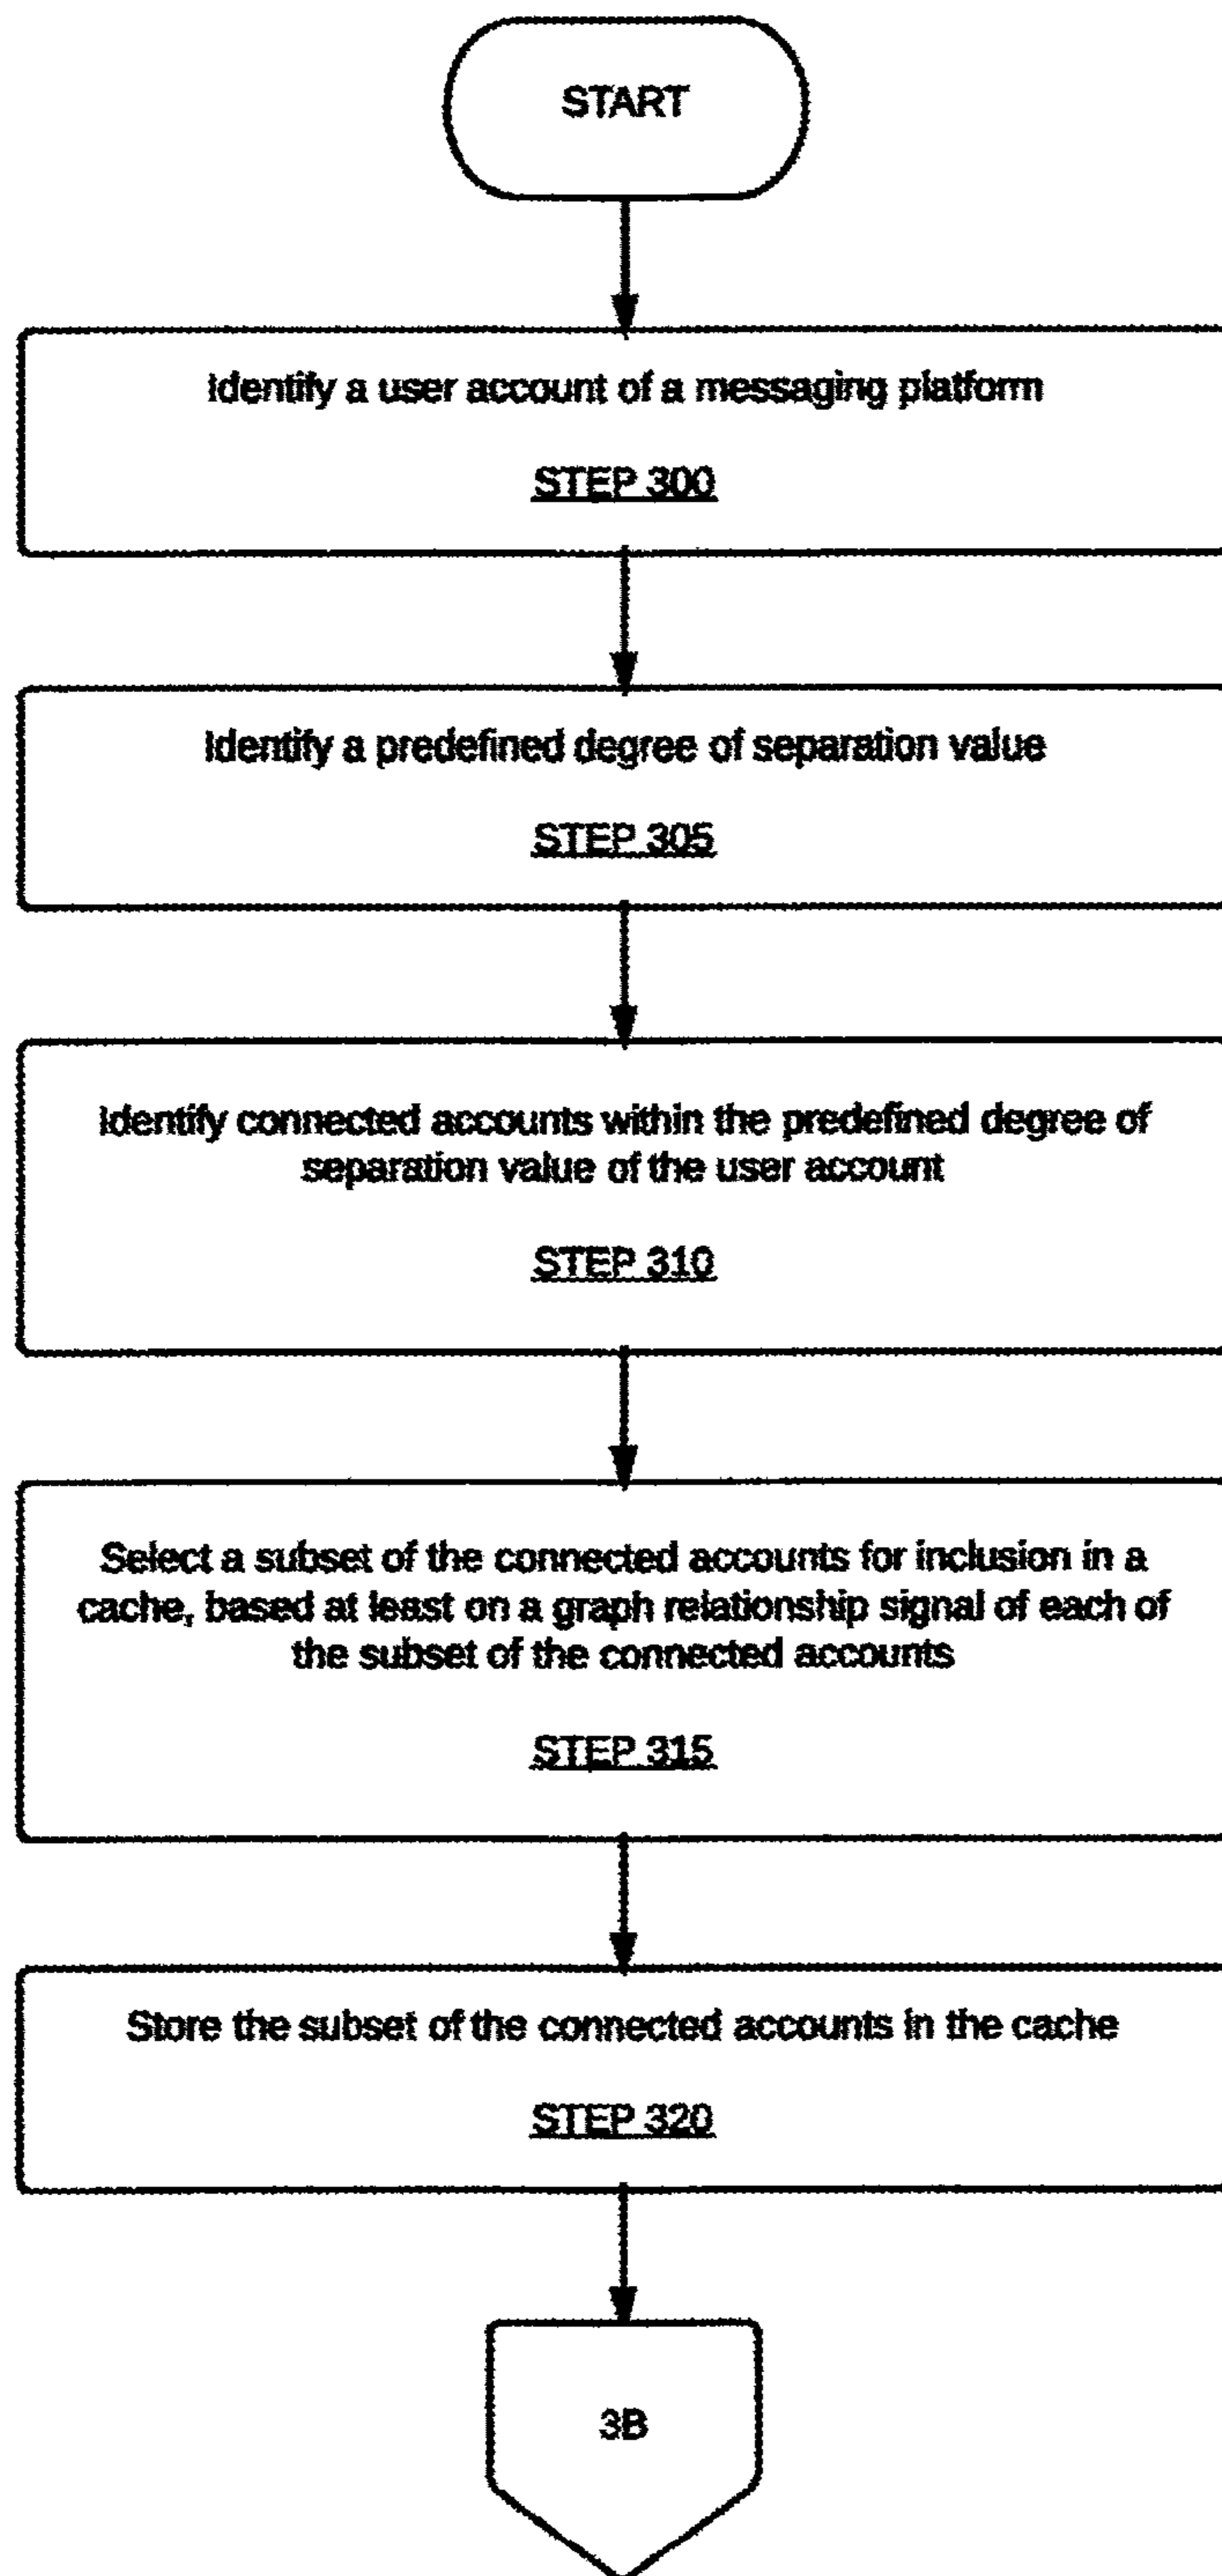 START
Identify a user account of a messaging platform
STEP 300
Identify a predefined degree of separation value
STEP 305
Identify connected accounts within the predefined degree of
separation value of the user account
STEP 310
Select a subset of the connected accounts for inclusion in a
cache, based at least on a graph relationship signal of each of
the subset of the connected accounts
STEP 315
Store the subset of the connected accounts in the cache
STEP 320
3B